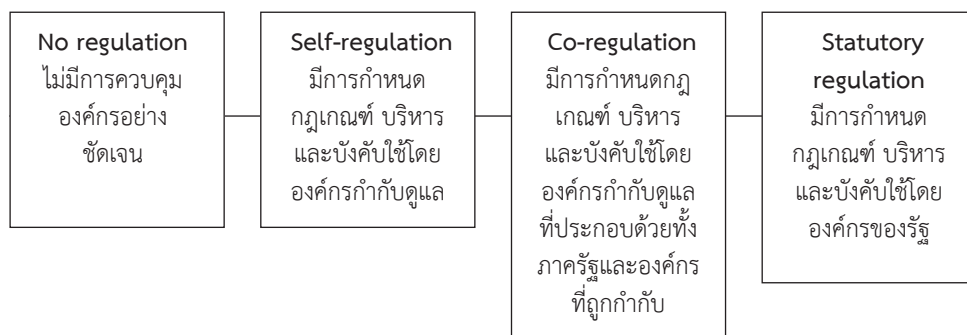 No regulation
ไม่มีการควบคุม
องค์กรอย่าง
ชัดเจน
Self-regulation
มีการกำหนด
กฎเกณฑ์ บริหาร
และบังคับใช้โดย
องค์กรกำกับดูแล
Co-regulation
มีการกำหนดกฎ
เกณฑ์ บริหาร
และบังคับใช้โดย
องค์กรกำกับดูแล
ที่ประกอบด้วยทั้ง
ภาครัฐและองค์กร
ที่ถูกกำกับ
Statutory
regulation
มีการกำหนด
กฎเกณฑ์ บริหาร
และบังคับใช้โดย
องค์กรของรัฐ